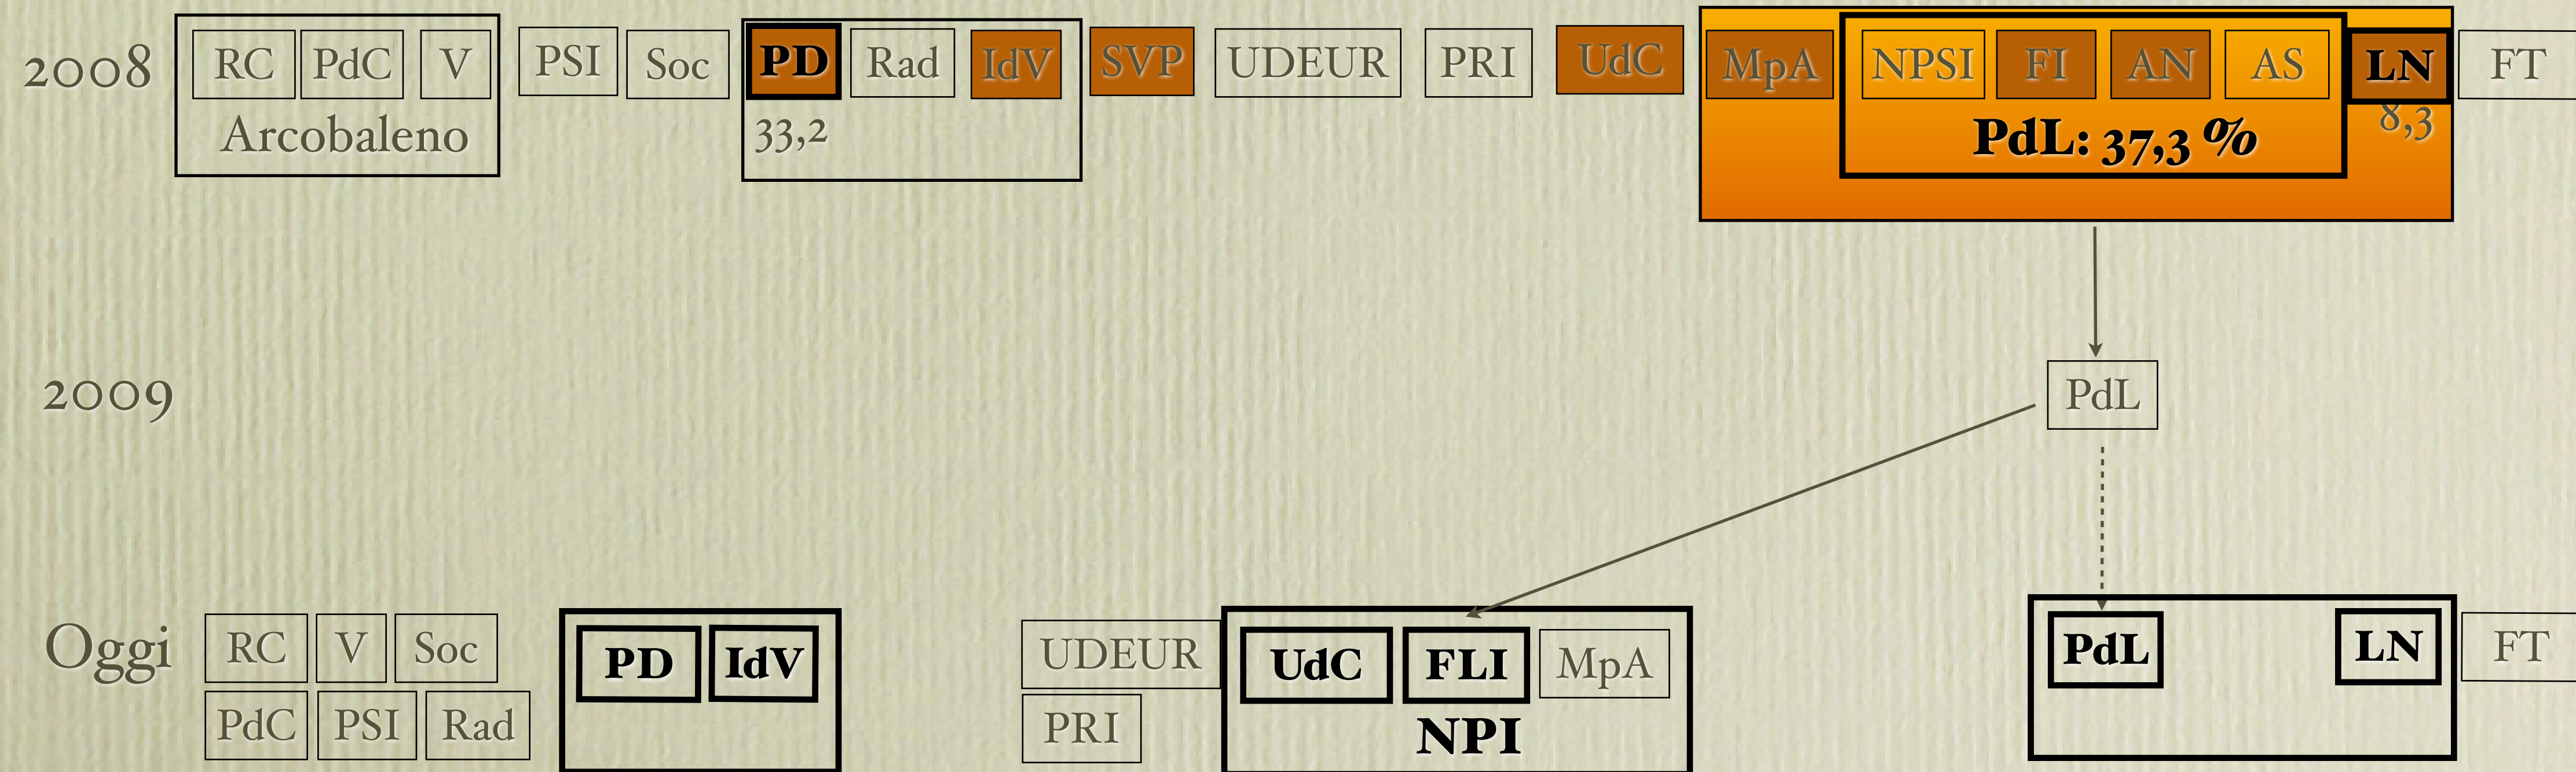 2008 RC PdC V PSI Soc PD Rad IdV SVP UDEUR PRI UdC MpA NPSI FI AN AS LN FT
Arcobaleno 33,2 PdL: 37,3 % 8,3
2009 PdL
Oggi RC V Soc PD IdV UDEUR UdC FLI MpA PdL LN FT
PdC PSI Rad PRI NPI